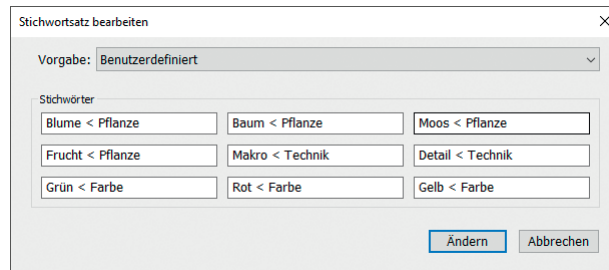 Stichwortsatz bearbeiten
Vorgabe: Benutzerdefiniert
Stichwörter
Blume < Pflanze Baum < Pflanze Moos < Pflanze
Frucht < Pflanze Makro < Technik Detail < Technik
Grün < Farbe Rot < Farbe Gelb < Farbe
Ändern Abbrechen